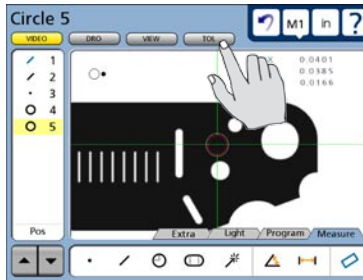 Circle 5
M1 in ?
VIDEO DRO VIEW TOL
1
2
3
4
5
X 0.0401
0.0385
0.0166
Pos
Extra Light Program Measure